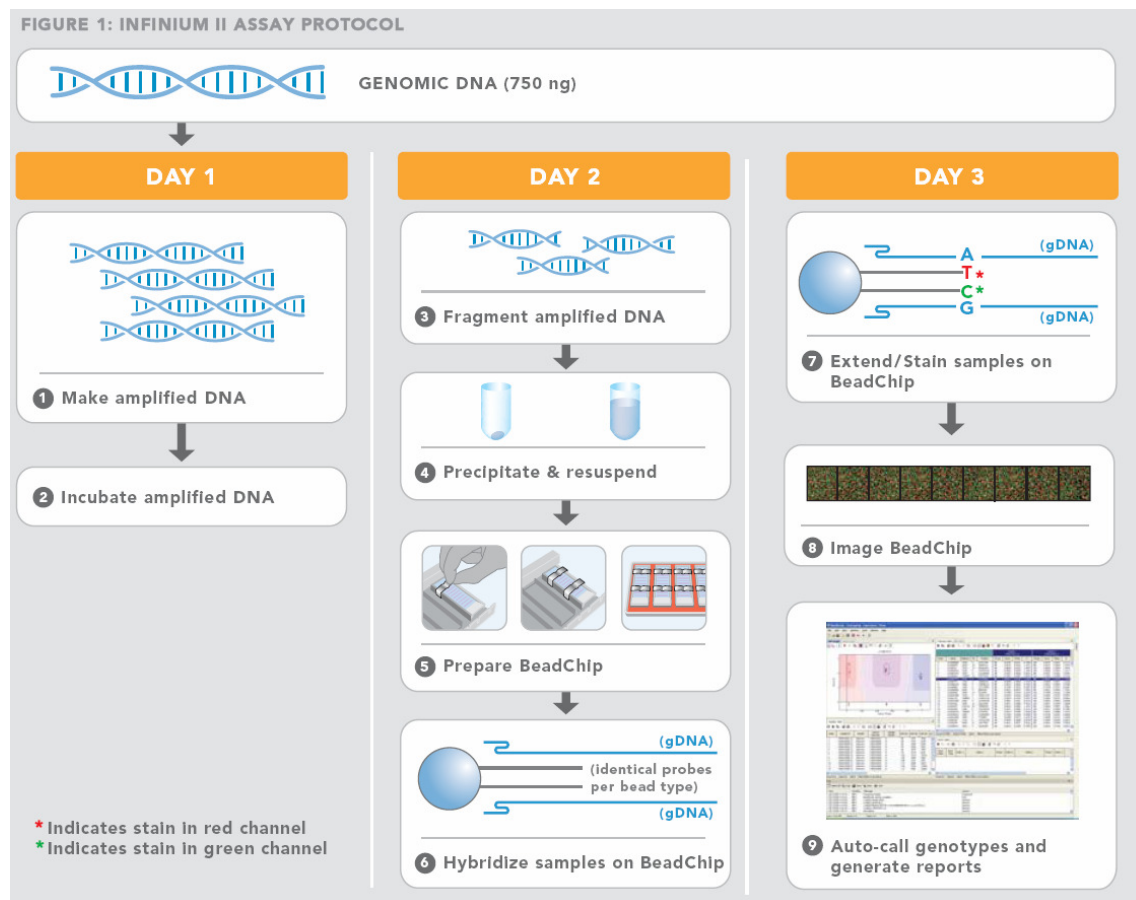 FIGURE 1: INFINIUM II ASSAY PROTOCOL
GENOMIC DNA (750 ng)
DAY 1
1 Make amplified DNA
2 Incubate amplified DNA
* Indicates stain in red channel
* Indicates stain in green channel
DAY 2
3 Fragment amplified DNA
4 Precipitate & resuspend
5 Prepare BeadChip
(gDNA)
(identical probes
per bead type)
(gDNA)
6 Hybridize samples on BeadChip
DAY 3
A (gDNA)
T *
C *
G (gDNA)
7 Extend/Stain samples on
BeadChip
8 Image BeadChip
9 Auto-call genotypes and
generate reports